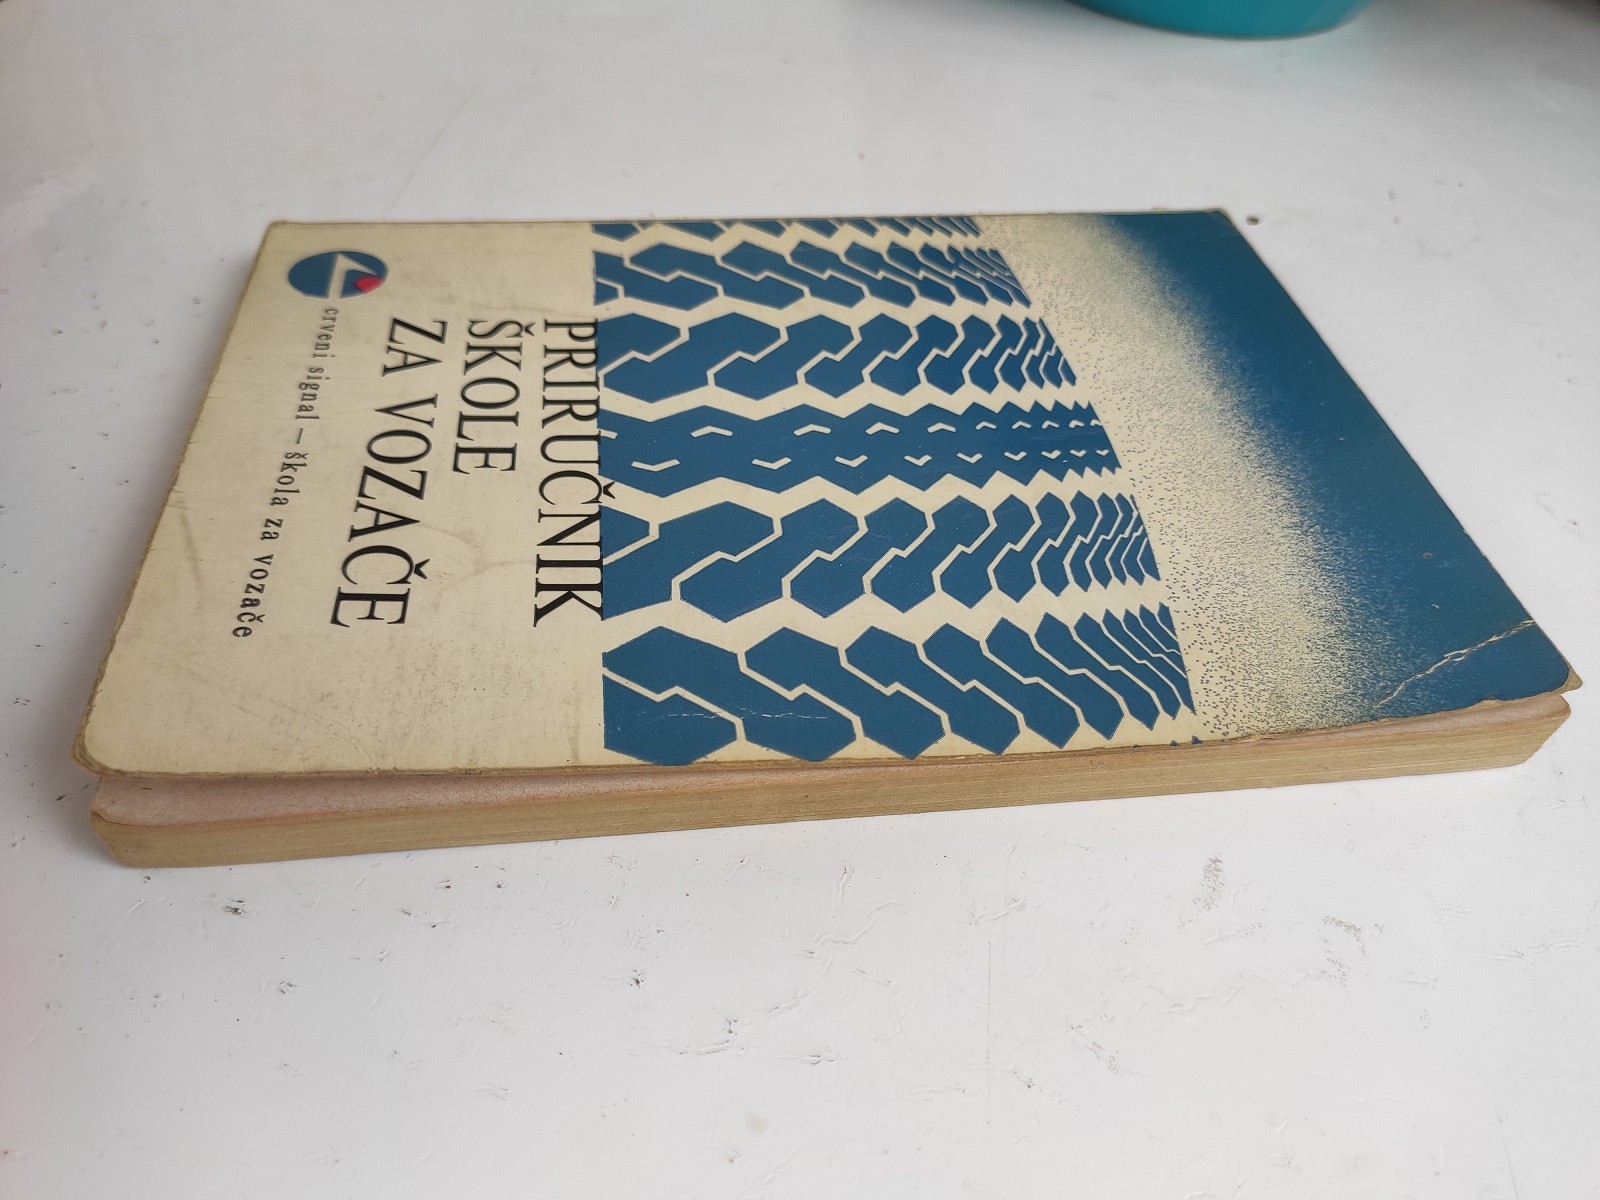 PRIRUČNIK
ŠKOLE
ZA VOZAČE
crveni signal – škola za vozače